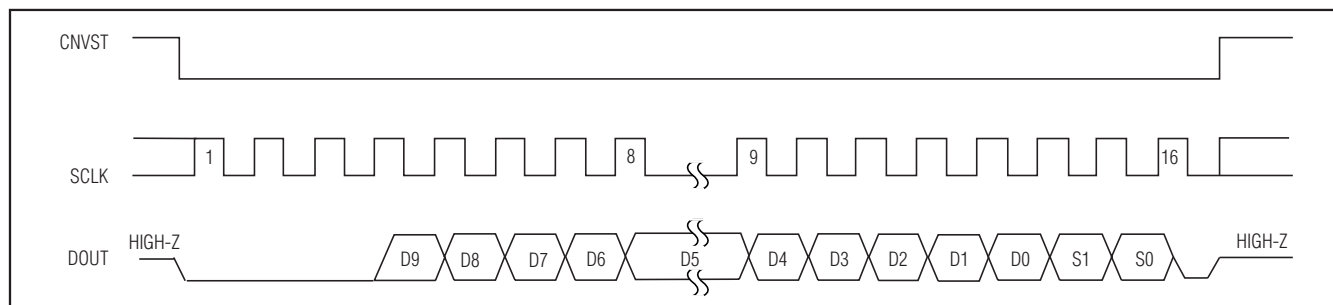 CNVST
1
8
9
16
SCLK
HIGH-Z
DOUT
D9
D8
D7
D6
D5
D4
D3
D2
D1
D0
S1
S0
HIGH-Z